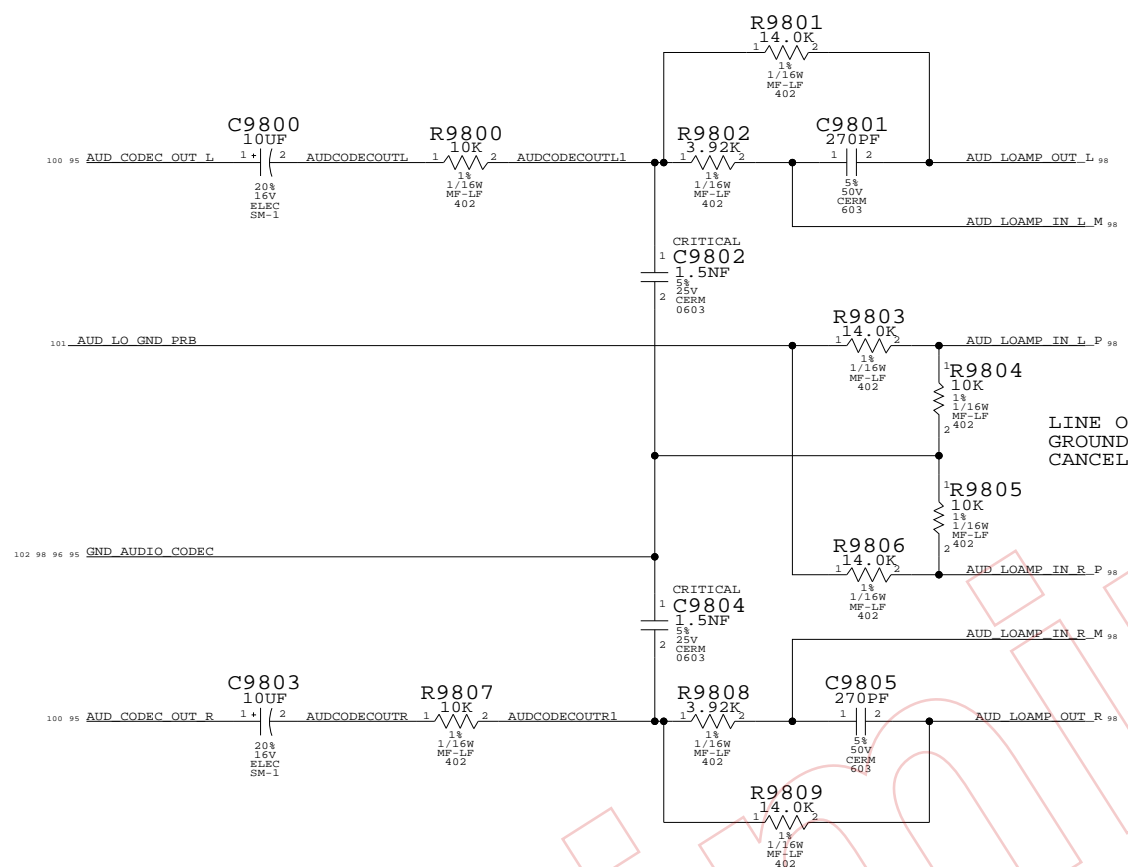 R9801
14.0K
1 2
1%
1/16W
MF-LF
402
C9800
10UF
100 95 AUD_CODEC_OUT_L 1 + 2 AUDCODECOUTL
20%
16V
ELEC
SM-1
R9800
10K
1 2 AUDCODECOUTL1
1%
1/16W
MF-LF
402
R9802
3.92K
1 2
1%
1/16W
MF-LF
402
C9801
270PF
1 2 AUD_LOAMP_OUT_L 98
5%
50V
CERM
603
AUD_LOAMP_IN_L_M 98
CRITICAL
1 C9802
1.5NF
5%
2 25V
CERM
0603
101 AUD_LO_GND_PRB
R9803
14.0K
1 2 AUD_LOAMP_IN_L_P 98
1%
1/16W
MF-LF
402
1 R9804
10K
1%
1/16W
MF-LF
2 402
LINE O
GROUND
CANCEL
1 R9805
10K
1%
1/16W
MF-LF
2 402
102 98 96 95 GND_AUDIO_CODEC
R9806
14.0K
1 2 AUD_LOAMP_IN_R_P 98
1%
1/16W
MF-LF
402
CRITICAL
1 C9804
1.5NF
5%
2 25V
CERM
0603
AUD_LOAMP_IN_R_M 98
C9803
10UF
100 95 AUD_CODEC_OUT_R 1 + 2 AUDCODECOUTR
20%
16V
ELEC
SM-1
R9807
10K
1 2 AUDCODECOUTR1
1%
1/16W
MF-LF
402
R9808
3.92K
1 2
1%
1/16W
MF-LF
402
C9805
270PF
1 2 AUD_LOAMP_OUT_R 98
5%
50V
CERM
603
R9809
14.0K
1 2
1%
1/16W
MF-LF
402